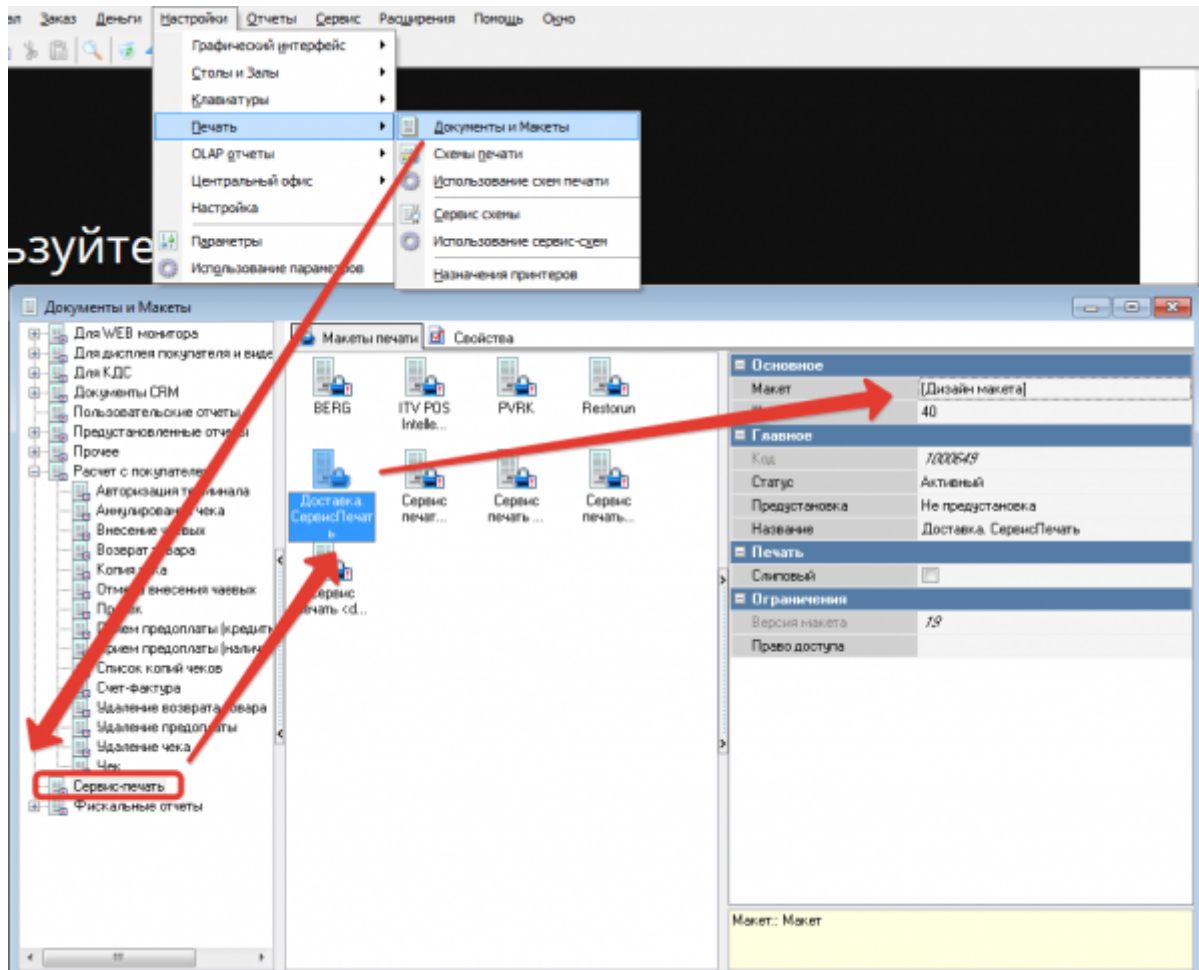 ал Заказ Деньги Настройки Отчеты Сервис Расширения Помощь Окно
Графический интерфейс
Столы и Залы
Клавиатуры
Печать
OLAP отчеты
Центральный офис
Настройка
Параметры
Использование параметров
Документы и Макеты
Схемы печати
Использование схем печати
Сервис схемы
Использование сервис-схем
Назначения принтеров
ьзуйте
Документы и Макеты
Для WEB монитора
Для дисплея покупателя и виде
Для КДС
Документы CRM
Пользовательские отчеты
Предустановленные отчеты
Прочее
Расчет с покупателе
Авторизация терминала
Аннулирование чека
Внесение чаевых
Возврат товара
Копия чека
Отмена внесения чаевых
Прием предоплаты (кредитн
Прием предоплаты (налич
Список копий чеков
Счет-фактура
Удаление возврата товара
Удаление предоплаты
Удаление чека
Чек
Сервис-печать
Фискальные отчеты
Макеты печати Свойства
BERG ITV POS Intelle... PVRK Restorun
Доставка. СервисПечат ь
Сервис печат...
Сервис печать ...
Сервис печать...
Сервис печать <d...
Основное
Макет [Дизайн макета]
40
Главное
Код 1000649
Статус Активный
Предустановка Не предустановка
Название Доставка. СервисПечать
Печать
Слиповый
Ограничения
Версия макета 19
Право доступа
Макет:: Макет